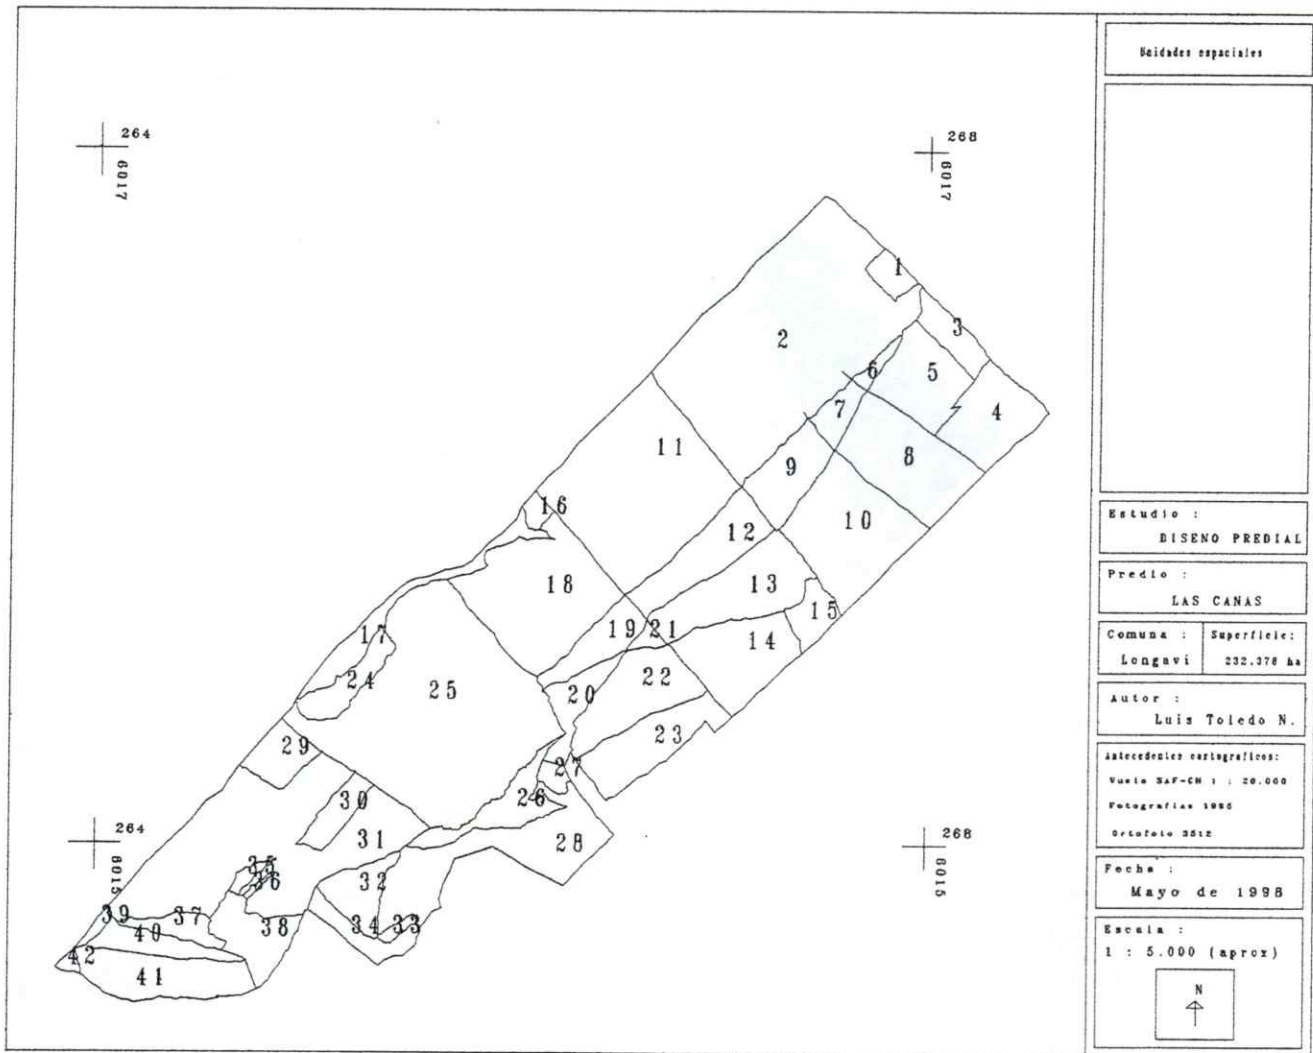 264
6017
268
6017
1
2
3
4
5
6
7
8
9
10
11
12
13
14
15
16
17
18
19
20
21
22
23
24
25
26
27
28
29
30
31
32
33
34
35
36
37
38
39
40
41
42
264
6015
268
6015
Unidades espaciales
Estudio :
DISENO PREDIAL
Predio :
LAS CANAS
Comuna :
Longavi
Superficie:
232.378 ha
Autor :
Luis Toledo N.
Antecedentes cartograficos:
Vuelo SAF-CH 1 : 20.000
Fotografias
Ortofoto 3512
Fecha :
Mayo de 1998
Escala :
1 : 5.000 (aprox)
N